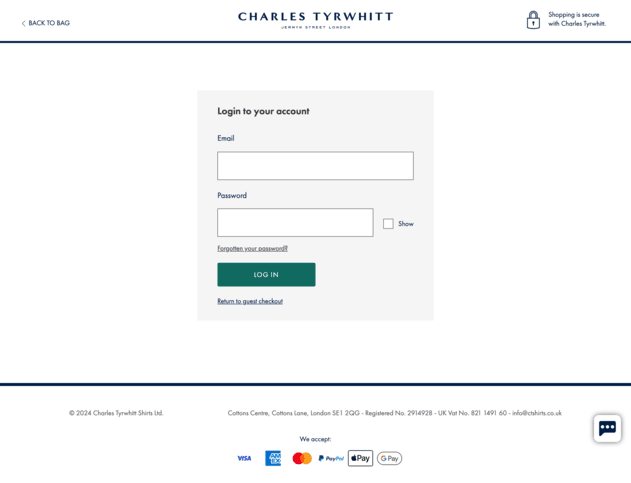 BACK TO BAG
CHARLES TYRWHITT
JERMYN STREET LONDON
Shopping is secure
with Charles Tyrwhitt.
Login to your account
Email
Password
Show
Forgotten your password?
LOG IN
Return to guest checkout
© 2024 Charles Tyrwhitt Shirts Ltd.
Cottons Centre, Cottons Lane, London SE1 2QG - Registered No. 2914928 - UK Vat No. 821 1491 60 - info@ctshirts.co.uk
We accept:
VISA AM EX PayPal Pay G Pay